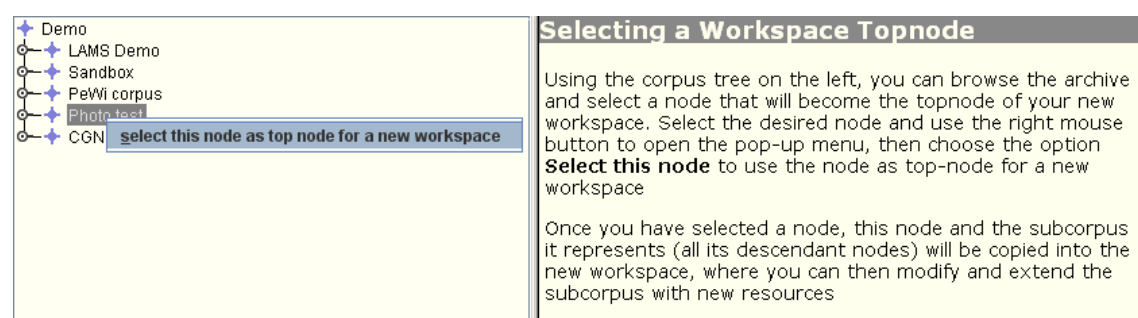 Demo
LAMS Demo
Sandbox
PeWi corpus
Photo test
CGN
select this node as top node for a new workspace
Selecting a Workspace Topnode
Using the corpus tree on the left, you can browse the archive
and select a node that will become the topnode of your new
workspace. Select the desired node and use the right mouse
button to open the pop-up menu, then choose the option
Select this node to use the node as top-node for a new
workspace
Once you have selected a node, this node and the subcorpus
it represents (all its descendant nodes) will be copied into the
new workspace, where you can then modify and extend the
subcorpus with new resources